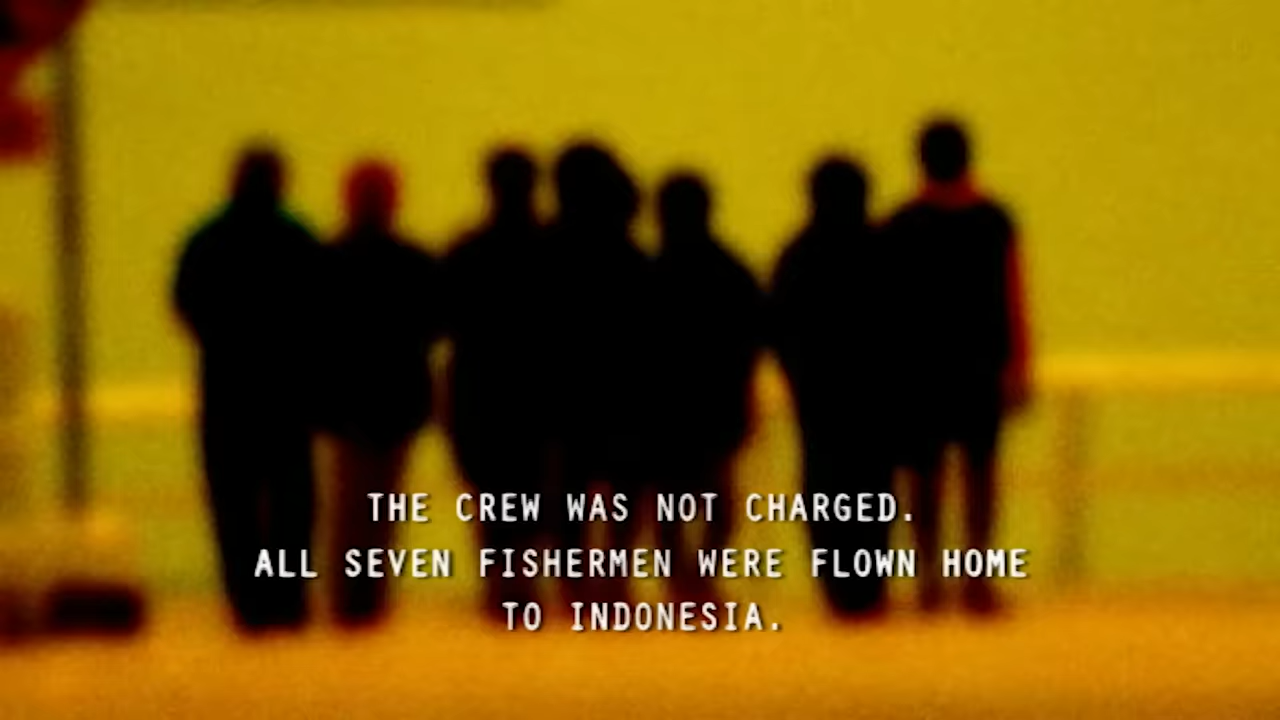 THE CREW WAS NOT CHARGED.
ALL SEVEN FISHERMEN WERE FLOWN HOME
TO INDONESIA.